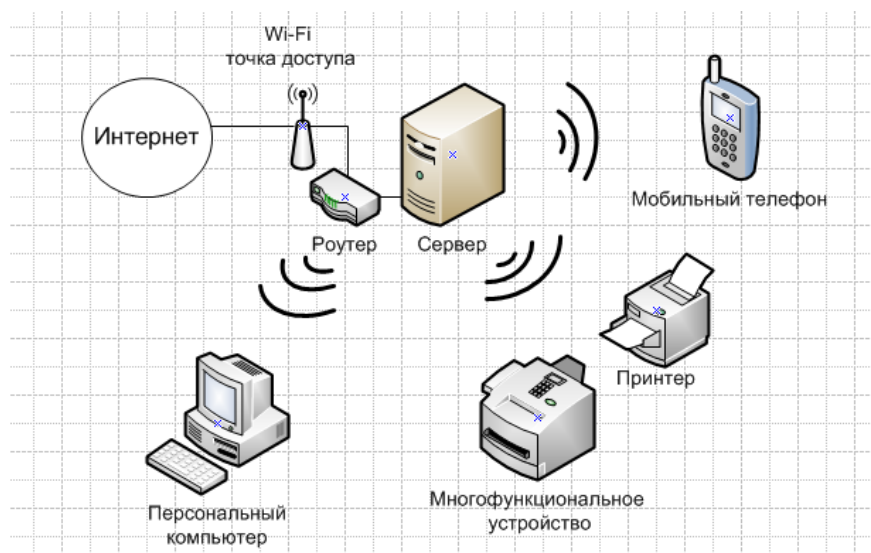 Wi-Fi
точка доступа
Интернет
Роутер
Сервер
Мобильный телефон
Принтер
Многофункциональное
устройство
Персональный
компьютер